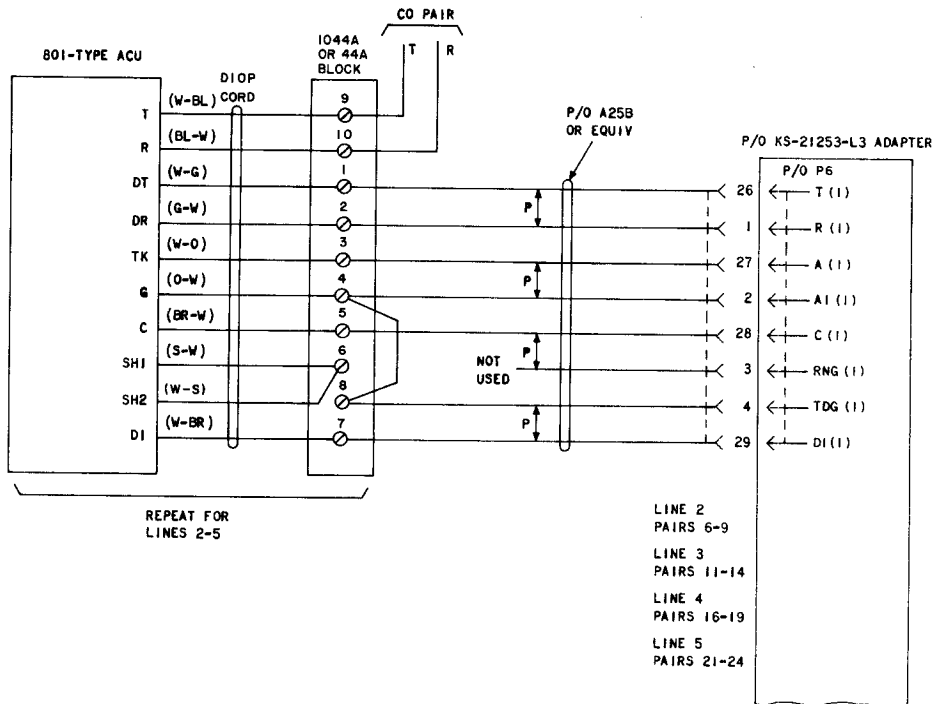 CO PAIR
T R
801-TYPE ACU
1044A
OR 44A
BLOCK
D10P
CORD
P/O A25B
OR EQUIV
P/O KS-21253-L3 ADAPTER
P/O P6
T (W-BL) 9
R (BL-W) 10
DT (W-G) 1 26 T (1)
DR (G-W) 2 P 1 R (1)
TK (W-O) 3 27 A (1)
G (O-W) 4 P 2 A1 (1)
C (BR-W) 5 28 C (1)
SH1 (S-W) 6 NOT USED P 3 RNG (1)
SH2 (W-S) 8 4 TDG (1)
D1 (W-BR) 7 P 29 D1 (1)
REPEAT FOR
LINES 2-5
LINE 2
PAIRS 6-9
LINE 3
PAIRS 11-14
LINE 4
PAIRS 16-19
LINE 5
PAIRS 21-24